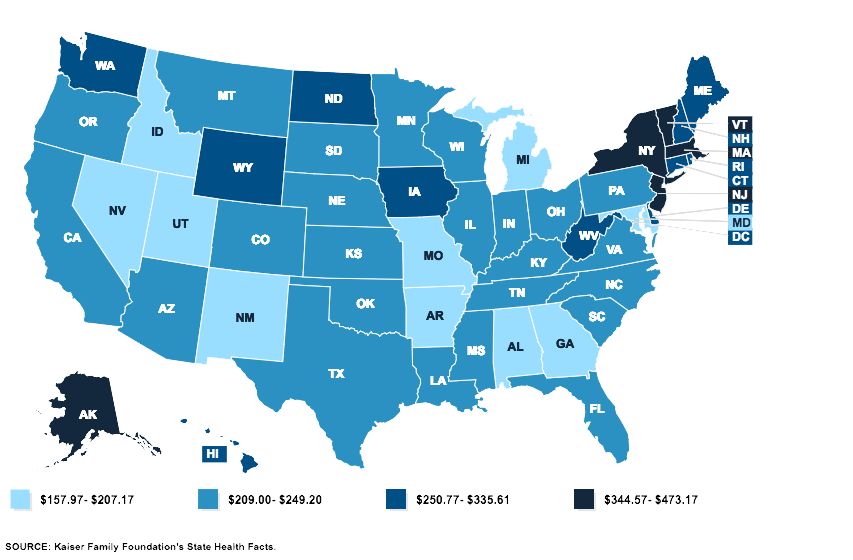 WA
MT
ND
MN
ME
OR
ID
WY
SD
WI
MI
NY
VT
NH
MA
RI
CT
NJ
DE
MD
DC
NV
UT
CO
NE
IA
IL
IN
OH
PA
CA
KS
MO
KY
WV
VA
AZ
NM
OK
AR
TN
NC
SC
TX
LA
MS
AL
GA
FL
AK
HI
$157.97- $207.17
$209.00- $249.20
$250.77- $335.61
$344.57- $473.17
SOURCE: Kaiser Family Foundation's State Health Facts.